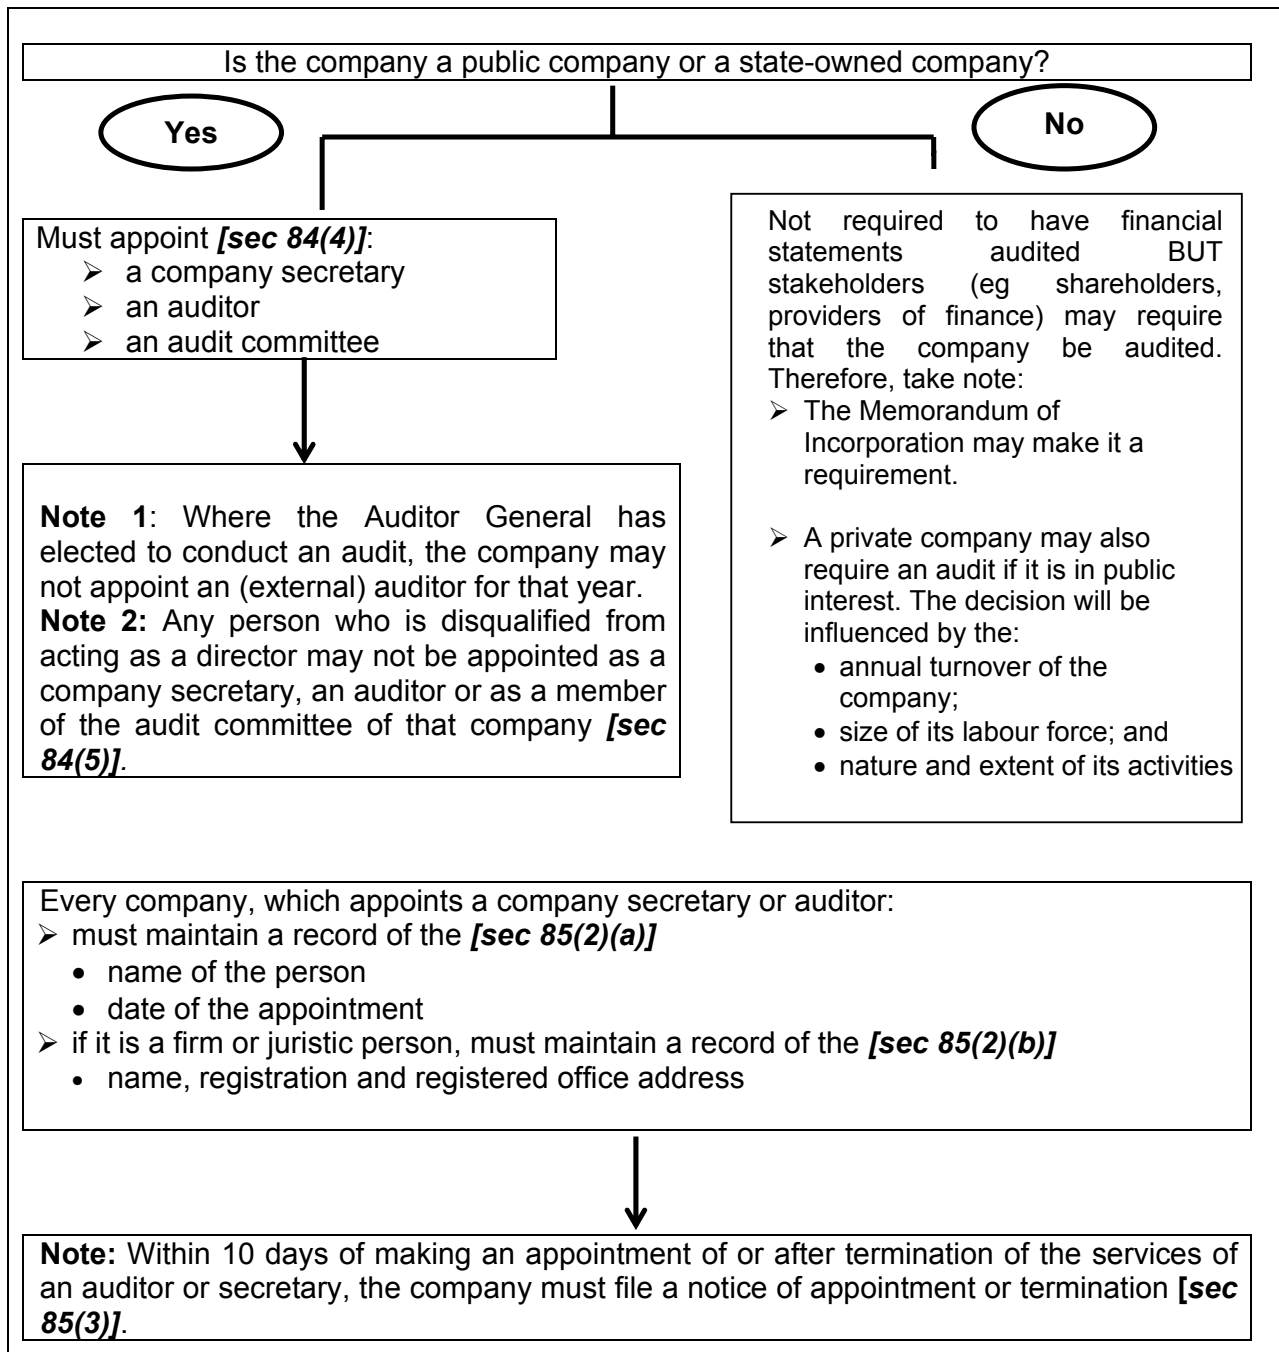 Is the company a public company or a state-owned company?
Yes
No
Must appoint [sec 84(4)]:
➢ a company secretary
➢ an auditor
➢ an audit committee
Note 1: Where the Auditor General has
elected to conduct an audit, the company may
not appoint an (external) auditor for that year.
Note 2: Any person who is disqualified from
acting as a director may not be appointed as a
company secretary, an auditor or as a member
of the audit committee of that company [sec
84(5)].
Not required to have financial
statements audited BUT
stakeholders (eg shareholders,
providers of finance) may require
that the company be audited.
Therefore, take note:
➢ The Memorandum of
Incorporation may make it a
requirement.
➢ A private company may also
require an audit if it is in public
interest. The decision will be
influenced by the:
• annual turnover of the
company;
• size of its labour force; and
• nature and extent of its activities
Every company, which appoints a company secretary or auditor:
➢ must maintain a record of the [sec 85(2)(a)]
• name of the person
• date of the appointment
➢ if it is a firm or juristic person, must maintain a record of the [sec 85(2)(b)]
• name, registration and registered office address
Note: Within 10 days of making an appointment of or after termination of the services of
an auditor or secretary, the company must file a notice of appointment or termination [sec
85(3)].